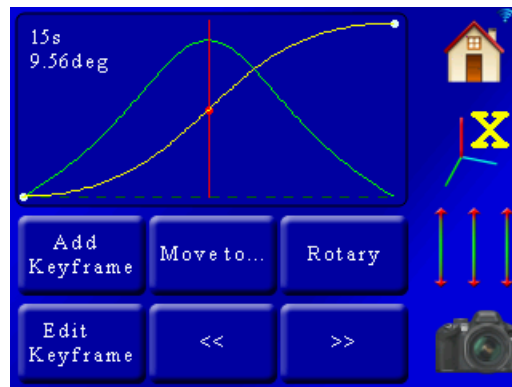 15s
9.56deg
X
Add
Keyframe
Move to...
Rotary
Edit
Keyframe
<<
>>